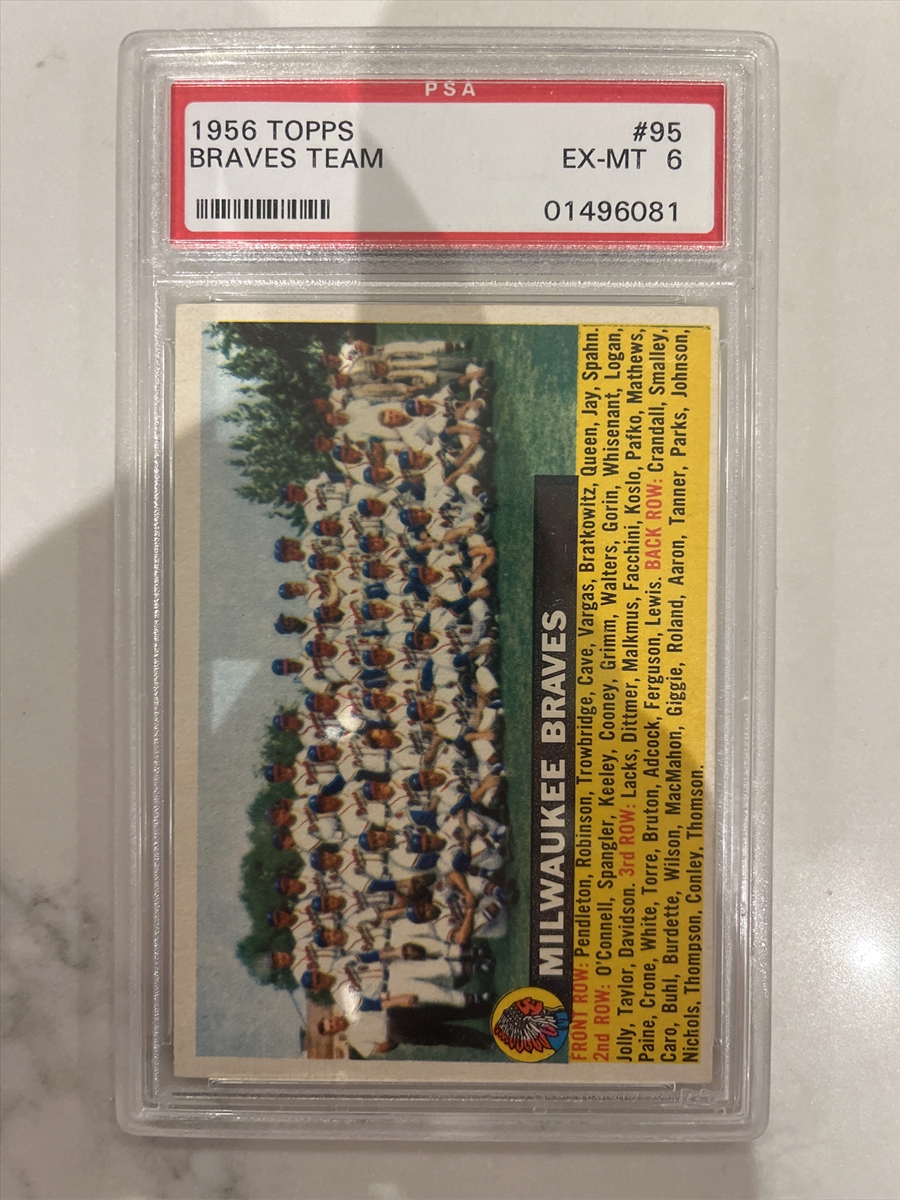 PSA
1956 TOPPS #95
BRAVES TEAM EX-MT 6
01496081
MILWAUKEE BRAVES
FRONT ROW: Pendleton, Robinson, Trowbridge, Cave, Vargas, Bratkowitz, Queen, Jay, Spahn.
2nd ROW: O'Connell, Spangler, Keeley, Cooney, Grimm, Walters, Gorin, Whisenant, Logan,
Jolly, Taylor, Davidson. 3rd ROW: Lacks, Dittmer, Malkmus, Facchini, Koslo, Pafko, Mathews,
Paine, Crone, White, Torre, Bruton, Adcock, Ferguson, Lewis. BACK ROW: Crandall, Smalley,
Caro, Buhl, Burdette, Wilson, MacMahon, Giggie, Roland, Aaron, Tanner, Parks, Johnson,
Nichols, Thompson, Conley, Thomson.